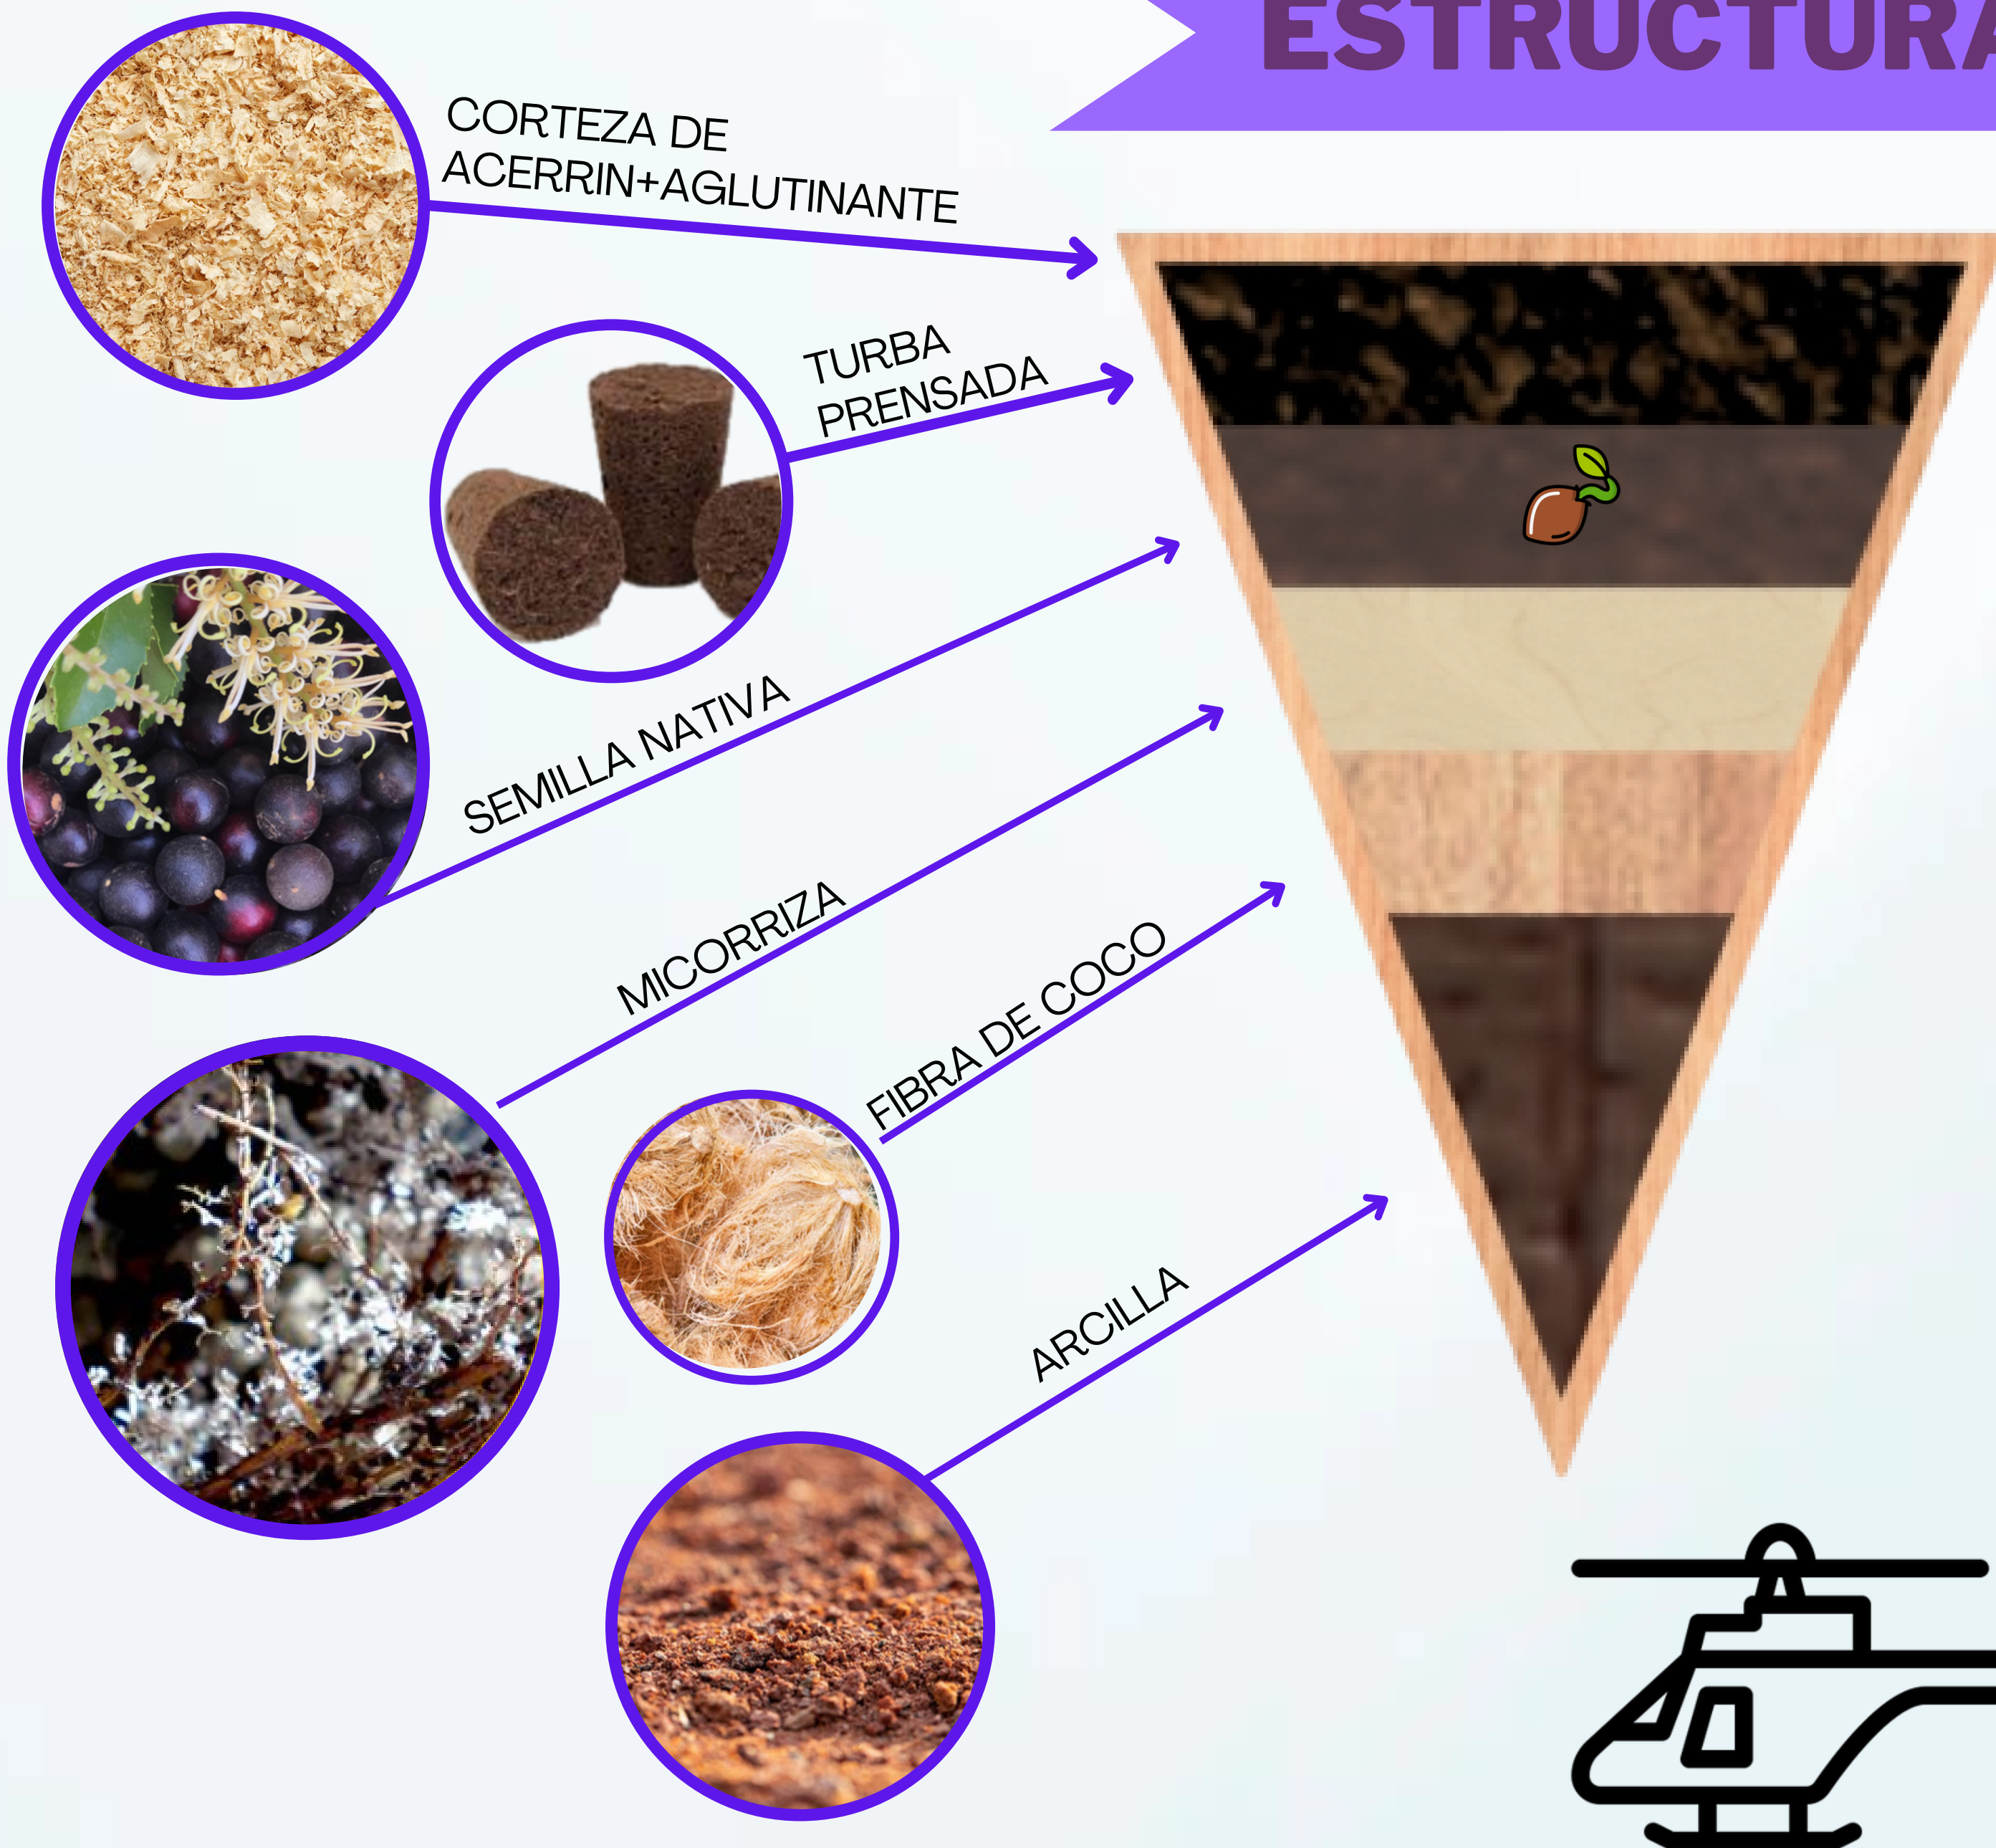 ESTRUCTURA
CORTEZA DE
ACERRIN+AGLUTINANTE
TURBA
PRENSADA
SEMILLA NATIVA
MICORRIZA
FIBRA DE COCO
ARCILLA